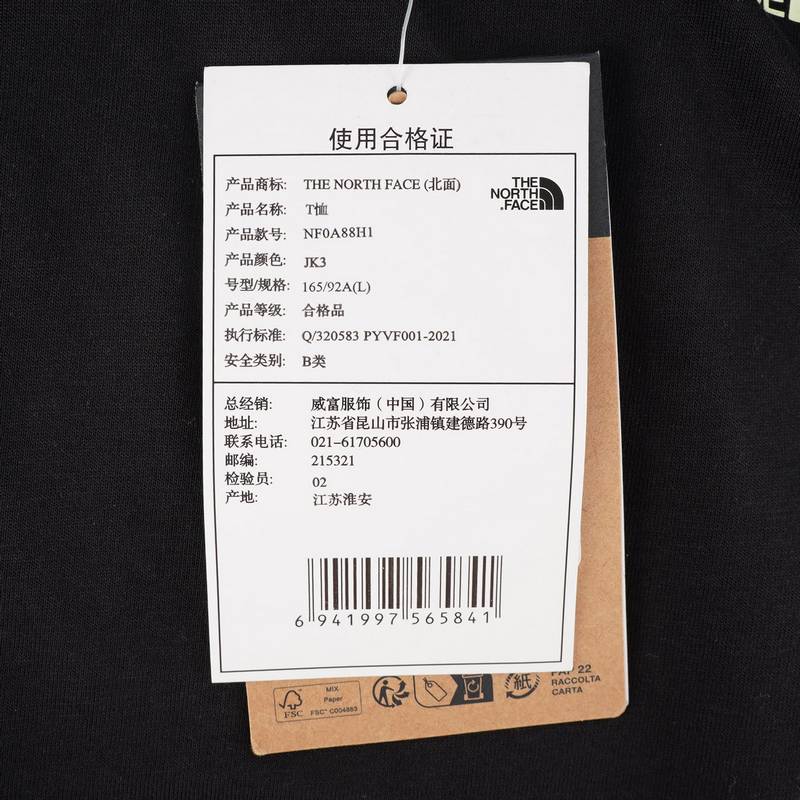 使用合格证
产品商标: THE NORTH FACE (北面)
THE
NORTH
FACE
产品名称: T恤
产品款号: NF0A88H1
产品颜色: JK3
号型/规格: 165/92A(L)
产品等级: 合格品
执行标准: Q/320583 PYVF001-2021
安全类别: B类
总经销: 威富服饰(中国)有限公司
地址: 江苏省昆山市张浦镇建德路390号
联系电话: 021-61705600
邮编: 215321
检验员: 02
产地: 江苏淮安
6 941997 565841
FSC
MIX
Paper
FSC™ C004883
紙
PAP 22
RACCOLTA
CARTA